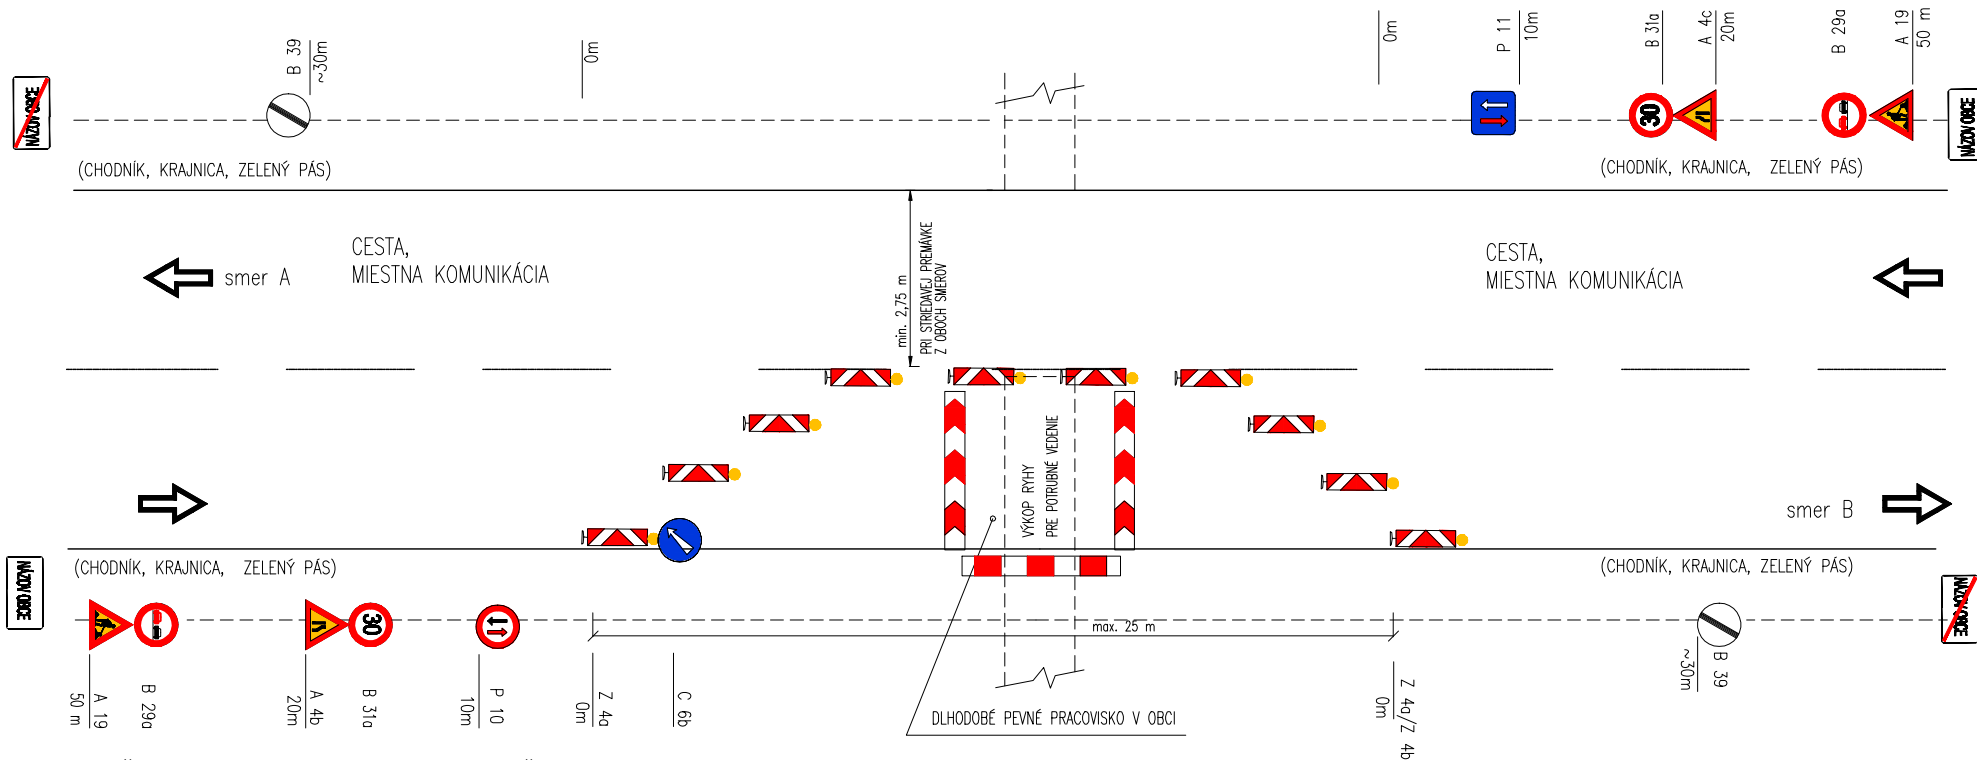 B 39
~30m
0m
0m
P 11
10m
B 31a
A 4c
20m
B 29a
A 19
50 m
NÁZOV OBCE
30
NÁZOV OBCE
(CHODNÍK, KRAJNICA, ZELENÝ PÁS)
(CHODNÍK, KRAJNICA, ZELENÝ PÁS)
smer A
CESTA,
MIESTNA KOMUNIKÁCIA
min. 2,75 m
PRI STRIEDAVEJ PREMÁVKE
Z OBOCH SMEROV
CESTA,
MIESTNA KOMUNIKÁCIA
VÝKOP RYHY
PRE POTRUBNÉ VEDENIE
smer B
(CHODNÍK, KRAJNICA, ZELENÝ PÁS)
(CHODNÍK, KRAJNICA, ZELENÝ PÁS)
NÁZOV OBCE
30
max. 25 m
NÁZOV OBCE
A 19
50 m
B 29a
A 4b
20m
B 31a
P 10
10m
Z 4a
0m
C 6b
DLHODOBÉ PEVNÉ PRACOVISKO V OBCI
Z 4a/Z 4b
0m
B 39
~30m